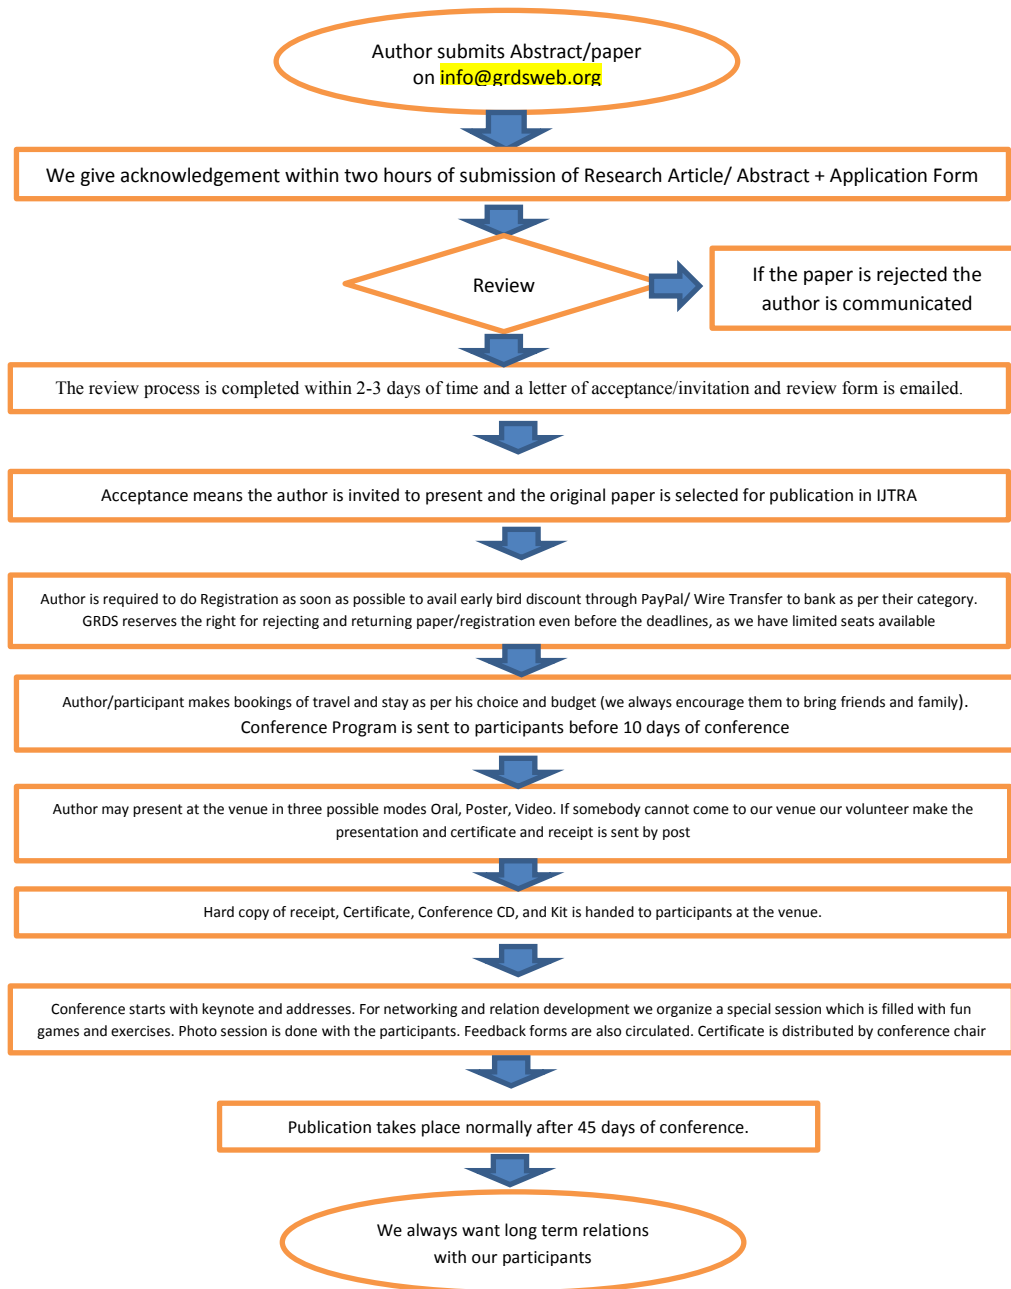 Author submits Abstract/paper
on info@grdsweb.org
We give acknowledgement within two hours of submission of Research Article/ Abstract + Application Form
Review
If the paper is rejected the
author is communicated
The review process is completed within 2-3 days of time and a letter of acceptance/invitation and review form is emailed.
Acceptance means the author is invited to present and the original paper is selected for publication in IJTRA
Author is required to do Registration as soon as possible to avail early bird discount through PayPal/ Wire Transfer to bank as per their category.
GRDS reserves the right for rejecting and returning paper/registration even before the deadlines, as we have limited seats available
Author/participant makes bookings of travel and stay as per his choice and budget (we always encourage them to bring friends and family).
Conference Program is sent to participants before 10 days of conference
Author may present at the venue in three possible modes Oral, Poster, Video. If somebody cannot come to our venue our volunteer make the
presentation and certificate and receipt is sent by post
Hard copy of receipt, Certificate, Conference CD, and Kit is handed to participants at the venue.
Conference starts with keynote and addresses. For networking and relation development we organize a special session which is filled with fun
games and exercises. Photo session is done with the participants. Feedback forms are also circulated. Certificate is distributed by conference chair
Publication takes place normally after 45 days of conference.
We always want long term relations
with our participants